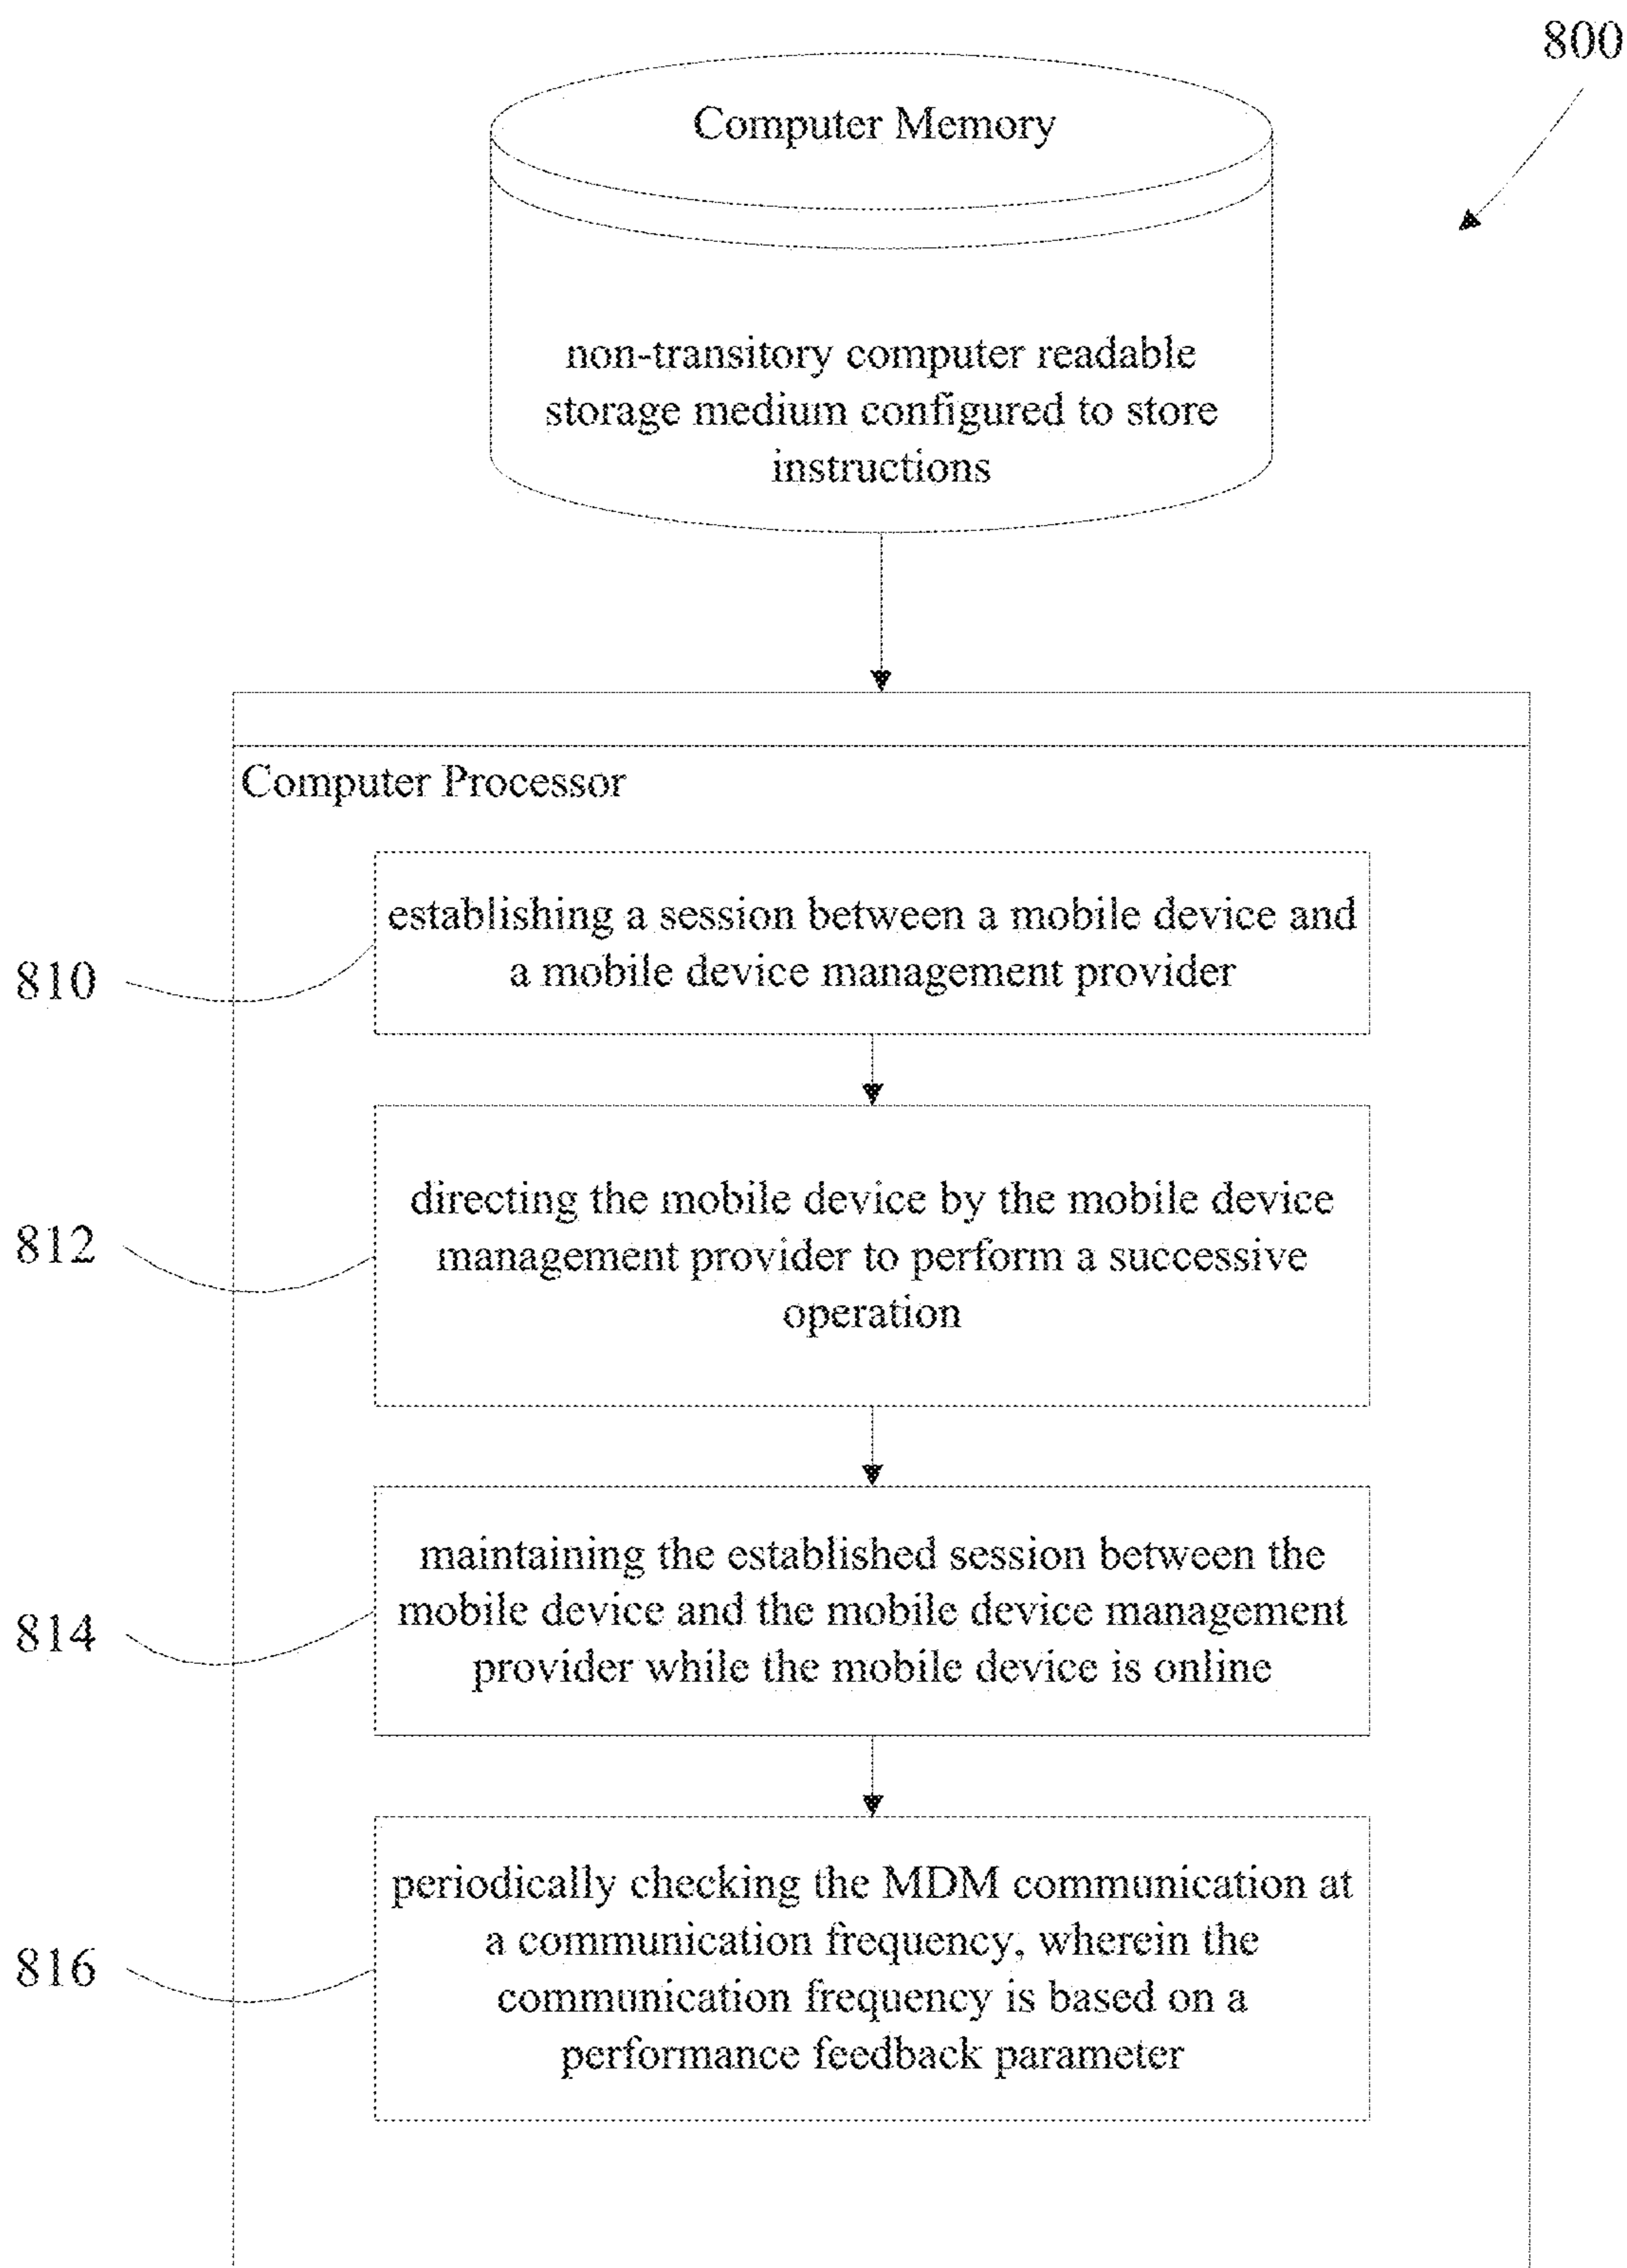 800
Computer Memory
non-transitory computer readable
storage medium configured to store
instructions
Computer Processor
establishing a session between a mobile device and
a mobile device management provider
810
directing the mobile device by the mobile device
management provider to perform a successive
operation
812
maintaining the established session between the
mobile device and the mobile device management
provider while the mobile device is online
814
periodically checking the MDM communication at
a communication frequency, wherein the
communication frequency is based on a
performance feedback parameter
816